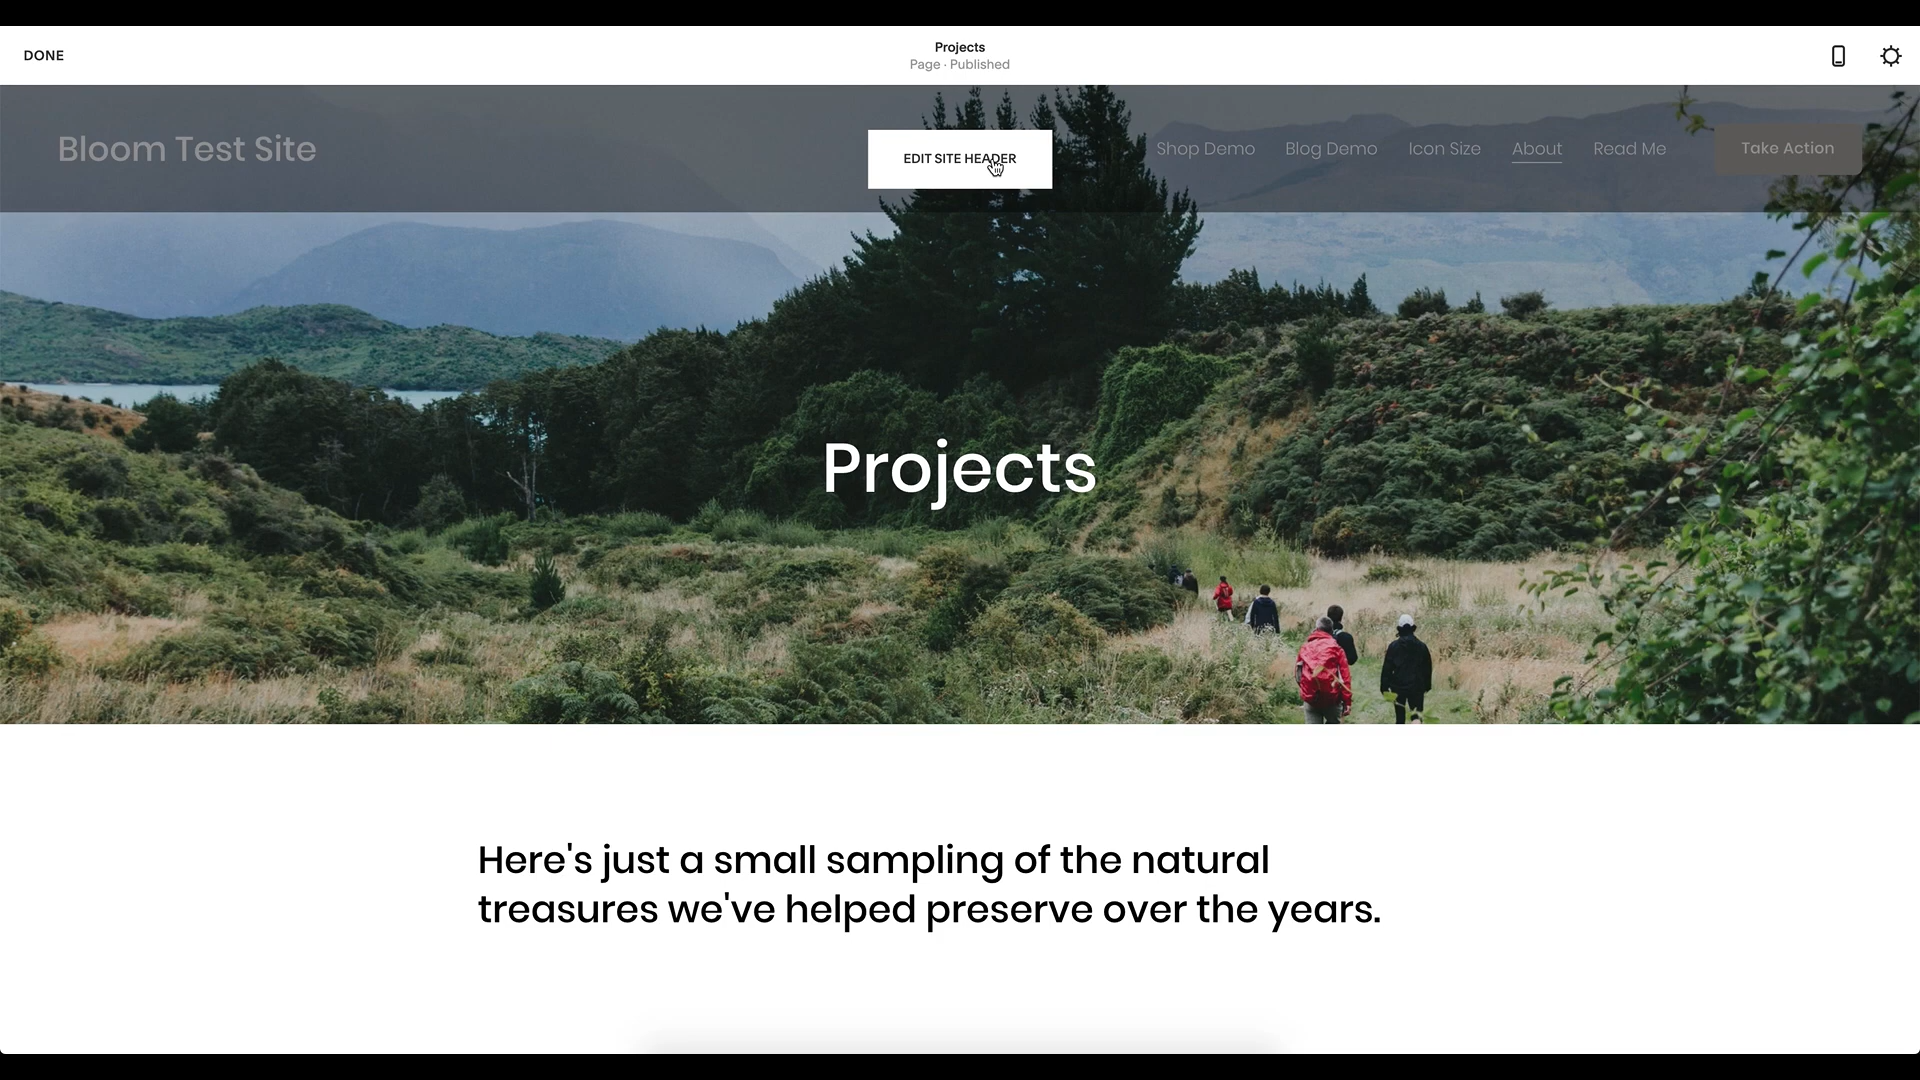 DONE
Projects
Page · Published
Bloom Test Site
EDIT SITE HEADER
Shop Demo
Blog Demo
Icon Size
About
Read Me
Take Action
Projects
Here's just a small sampling of the natural
treasures we've helped preserve over the years.